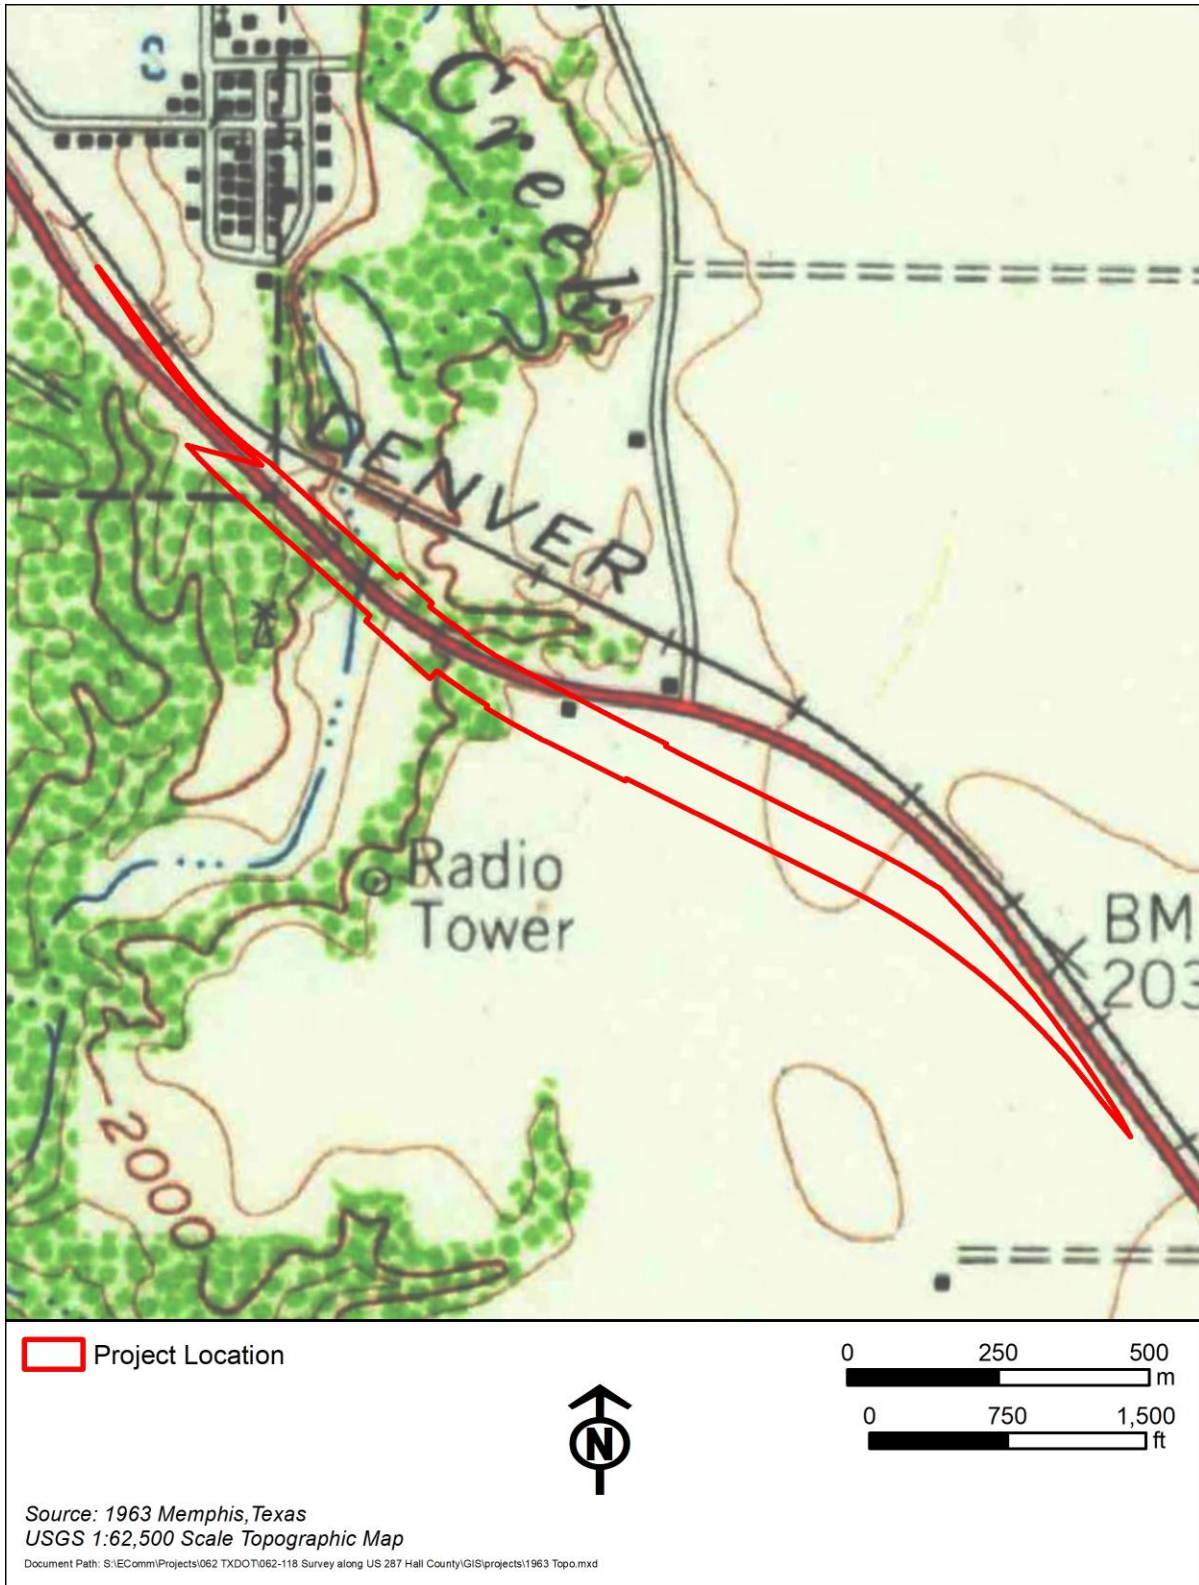 Creek
DENVER
Radio
Tower
BM
203
2000
Project Location
0 250 500
m
0 750 1,500
ft
N
Source: 1963 Memphis,Texas
USGS 1:62,500 Scale Topographic Map
Document Path: S:\EComm\Projects\062 TXDOT\062-118 Survey along US 287 Hall County\GIS\projects\1963 Topo.mxd